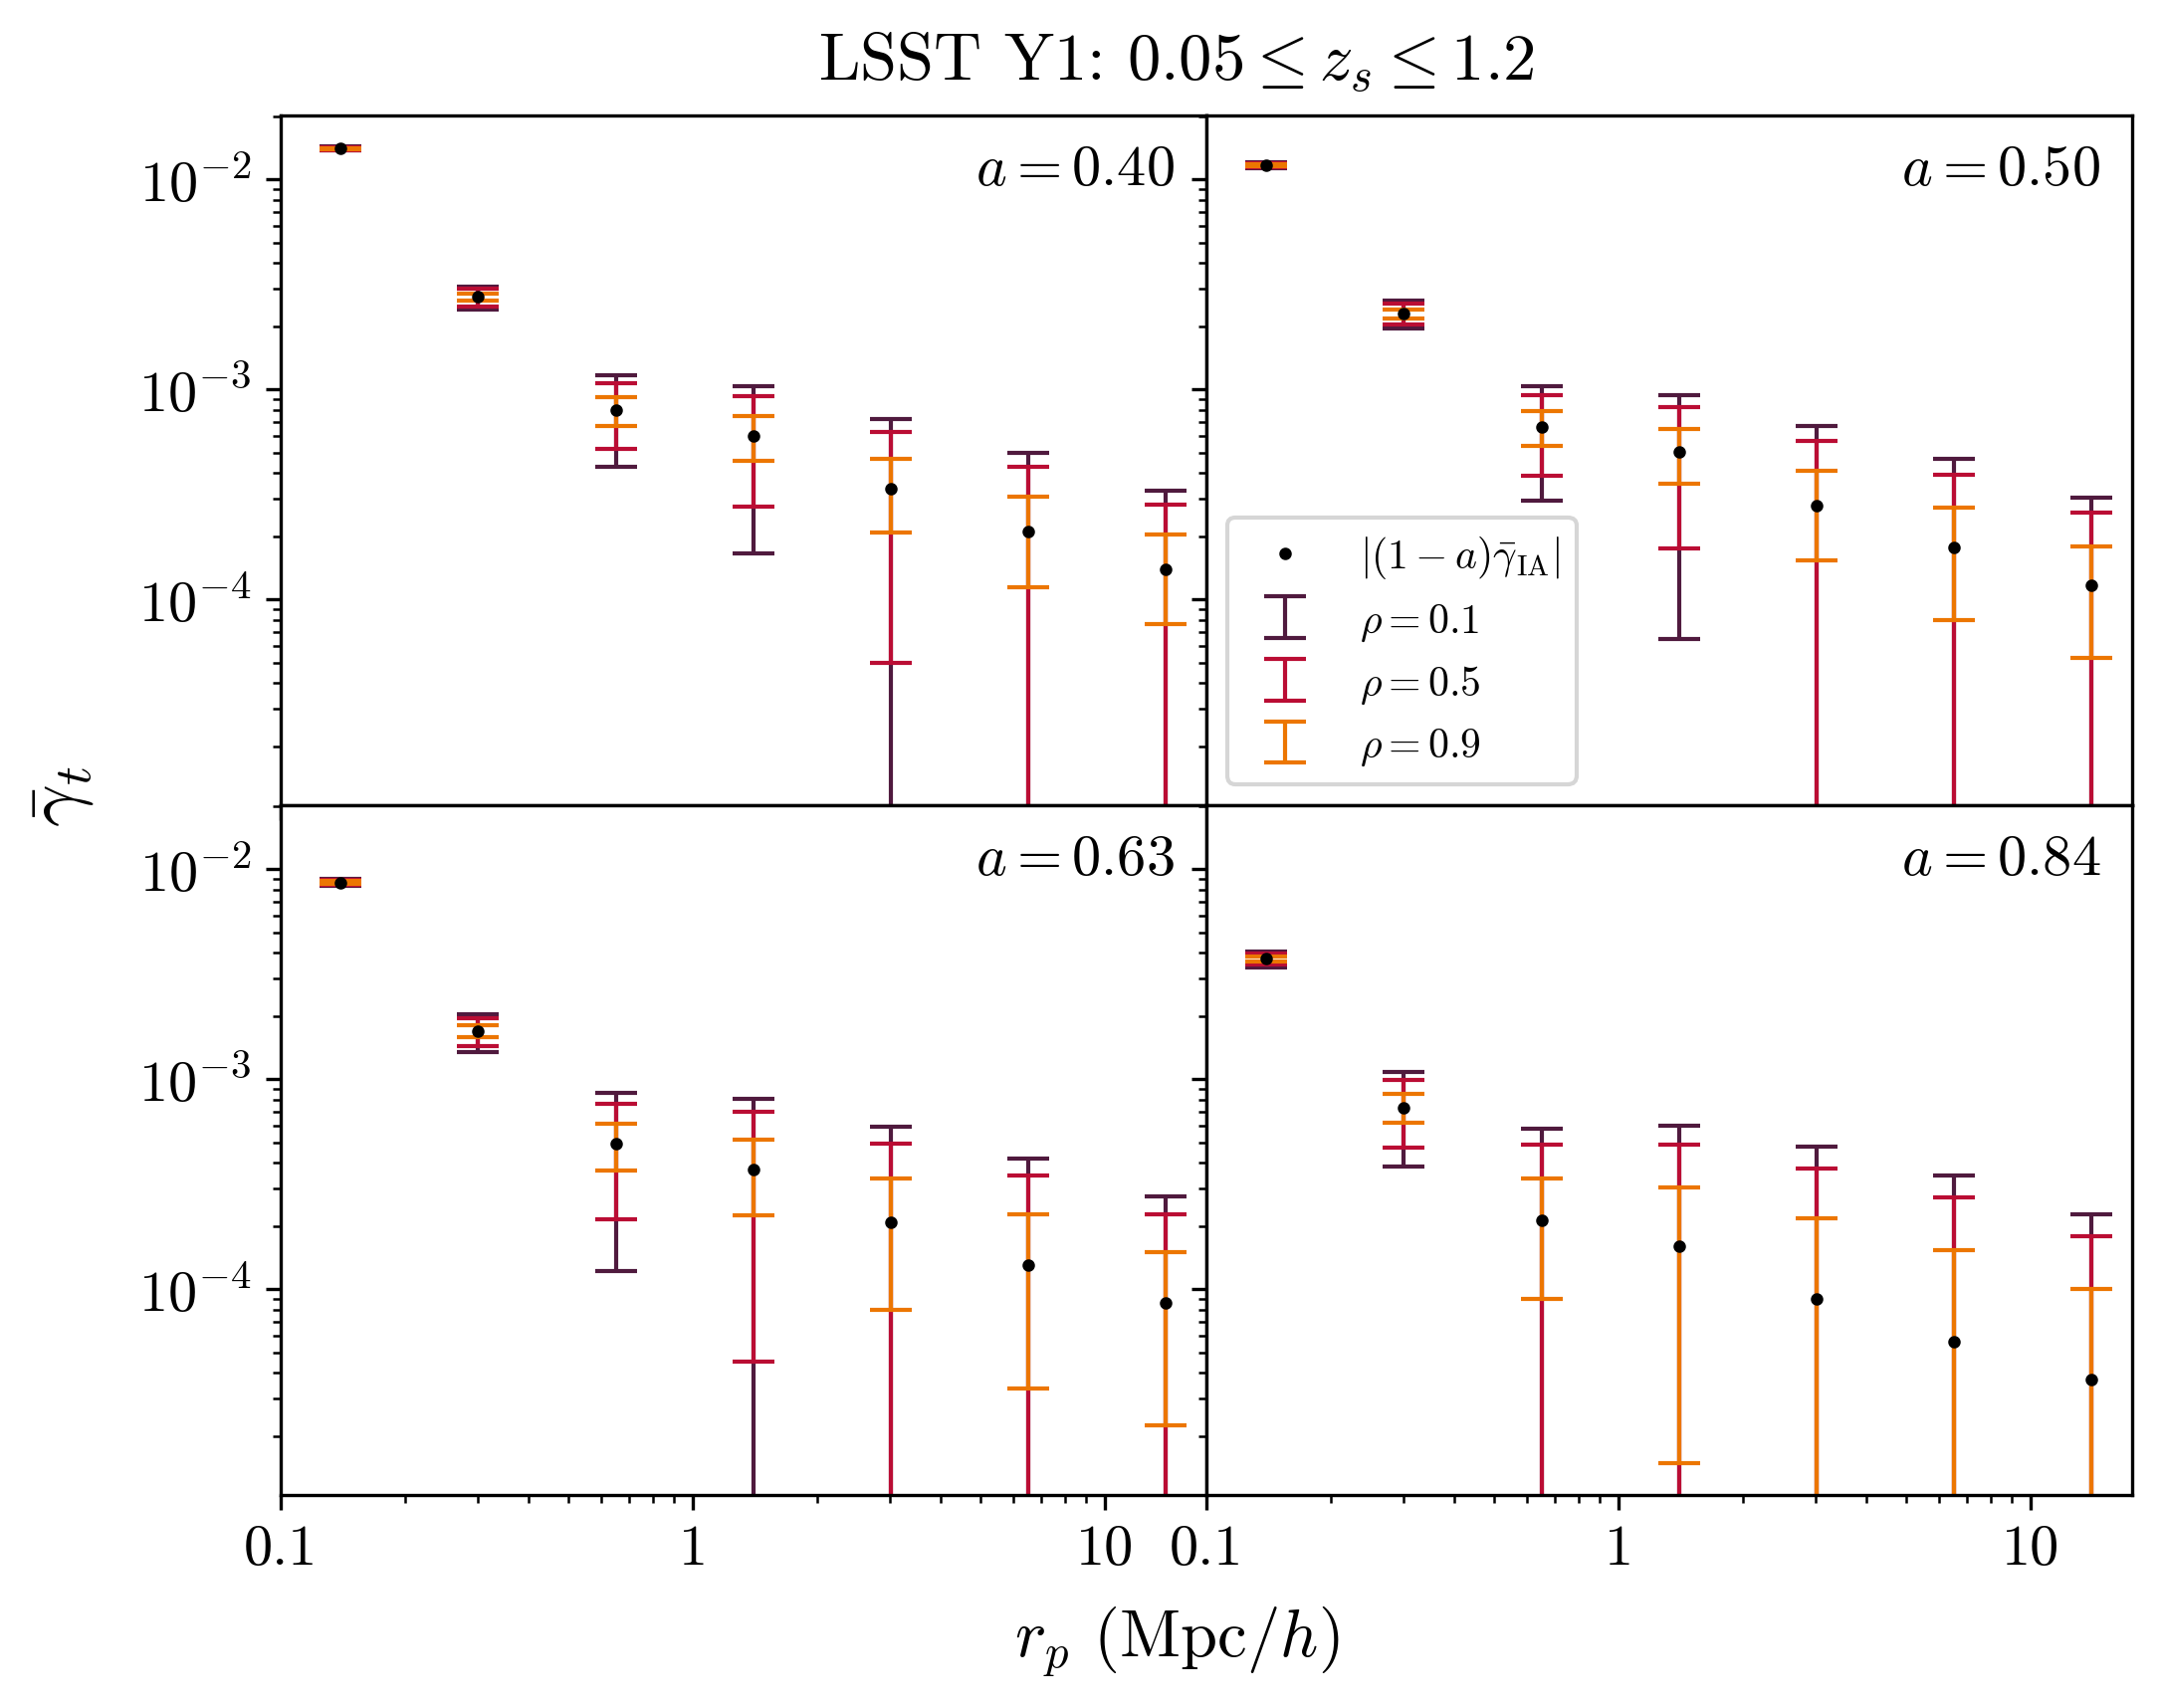 LSST Y1: 0.05 ≤ z_s ≤ 1.2
a = 0.40
a = 0.50
10⁻²
10⁻³
10⁻⁴
|(1 − a)γ̄_IA|
ρ = 0.1
ρ = 0.5
ρ = 0.9
γ̄_t
a = 0.63
a = 0.84
10⁻²
10⁻³
10⁻⁴
0.1 1 10 0.1 1 10
r_p (Mpc/h)